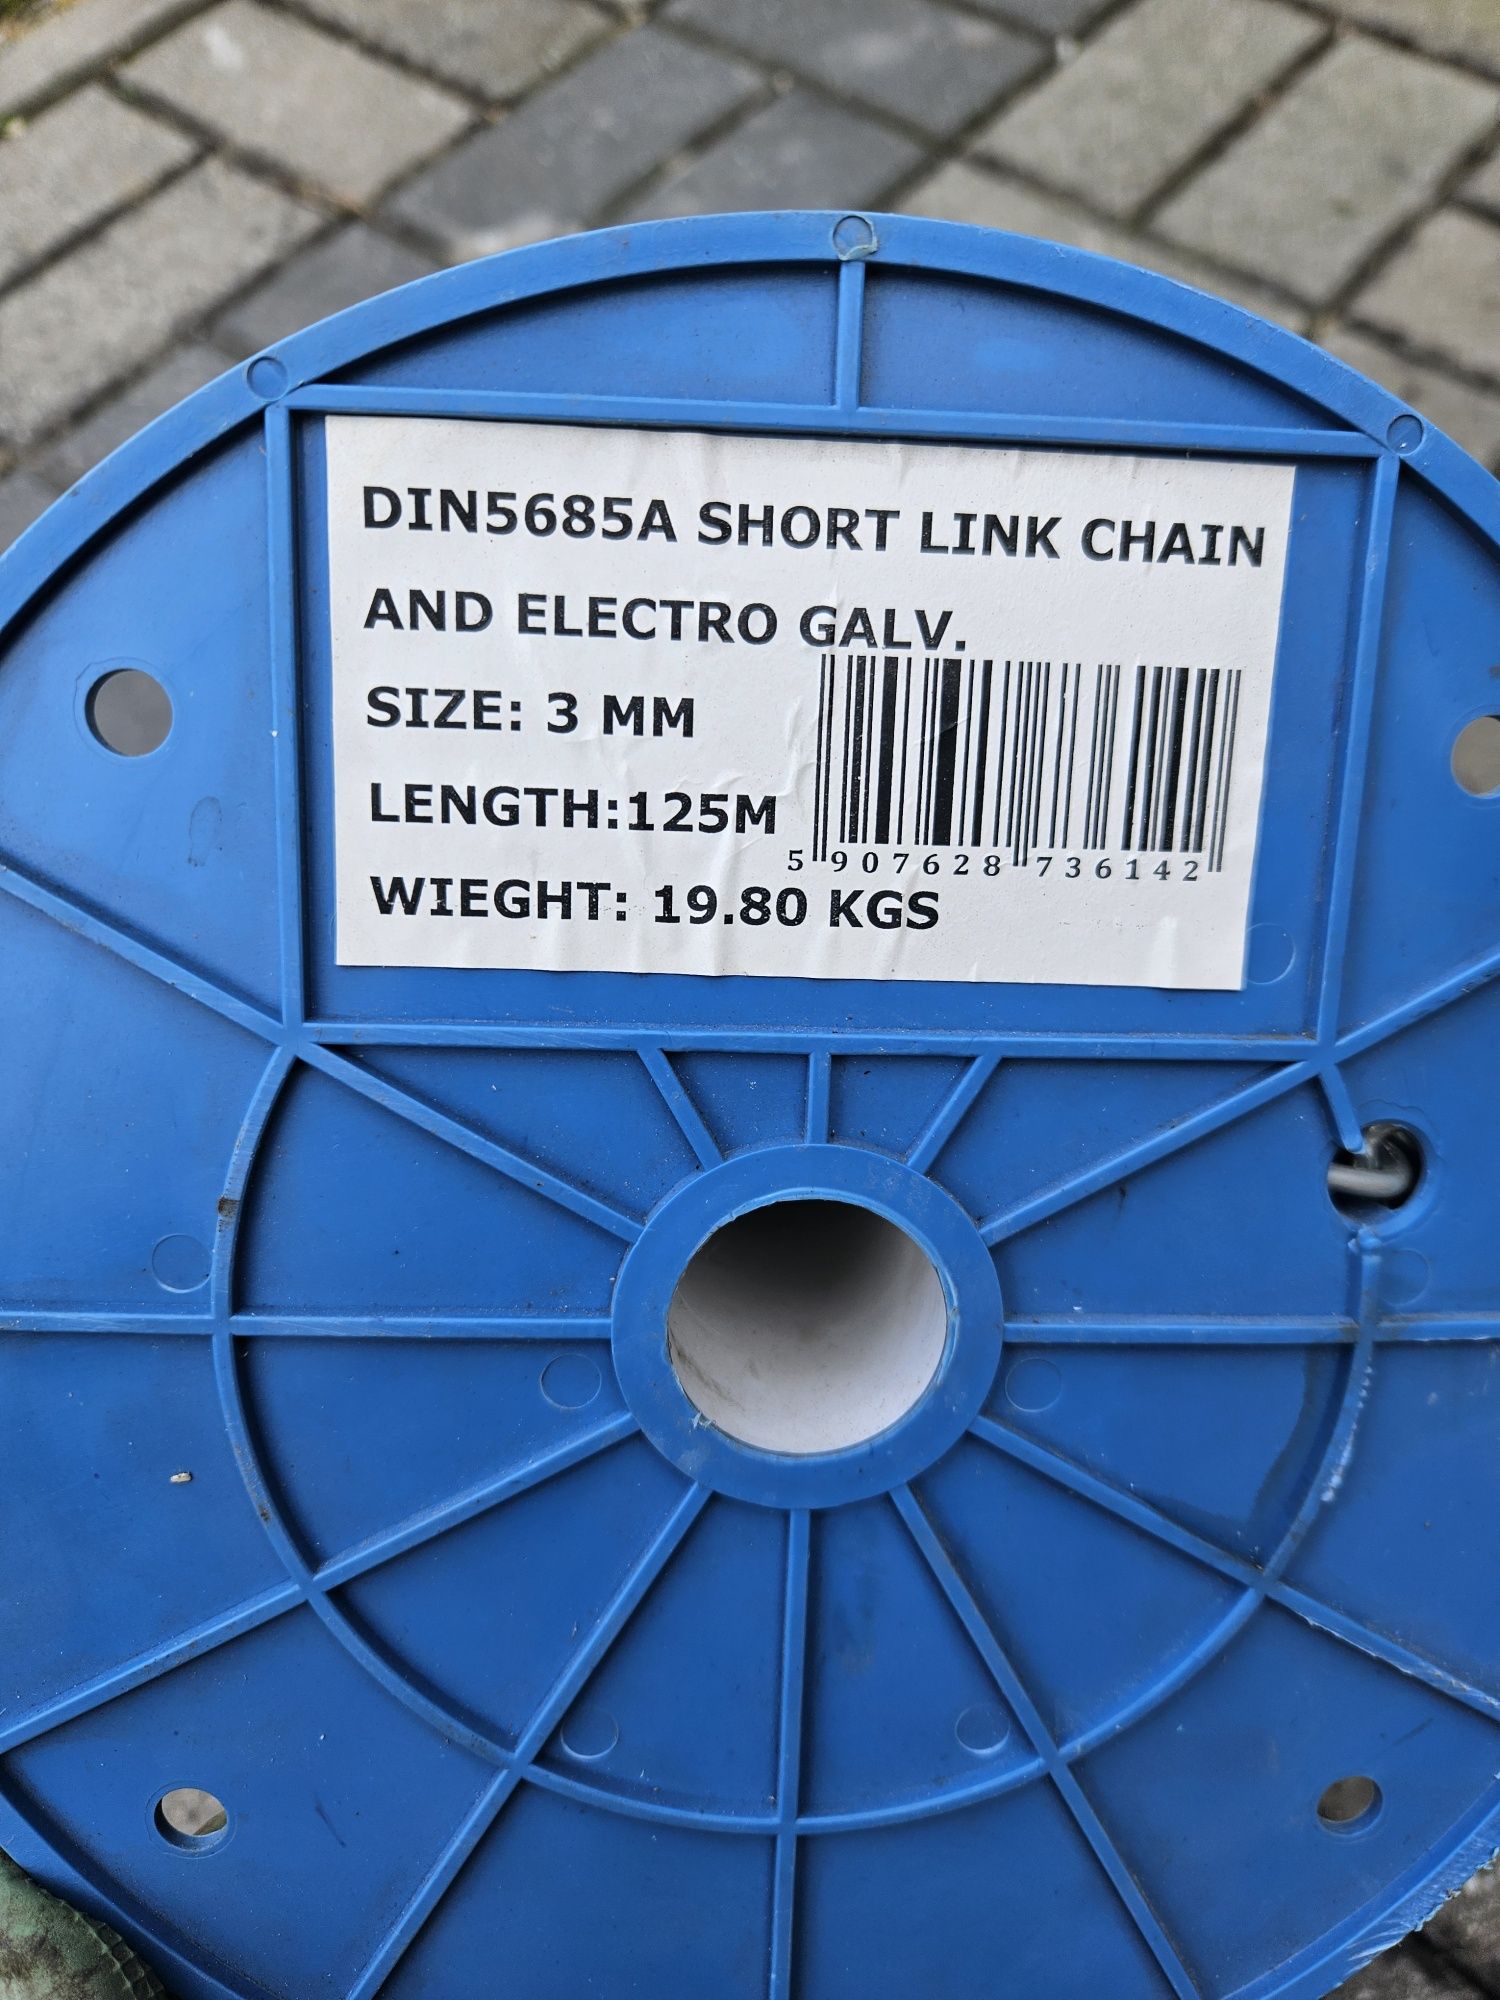 DIN5685A SHORT LINK CHAIN
AND ELECTRO GALV.
SIZE: 3 MM
LENGTH:125M
5 907628 736142
WIEGHT: 19.80 KGS